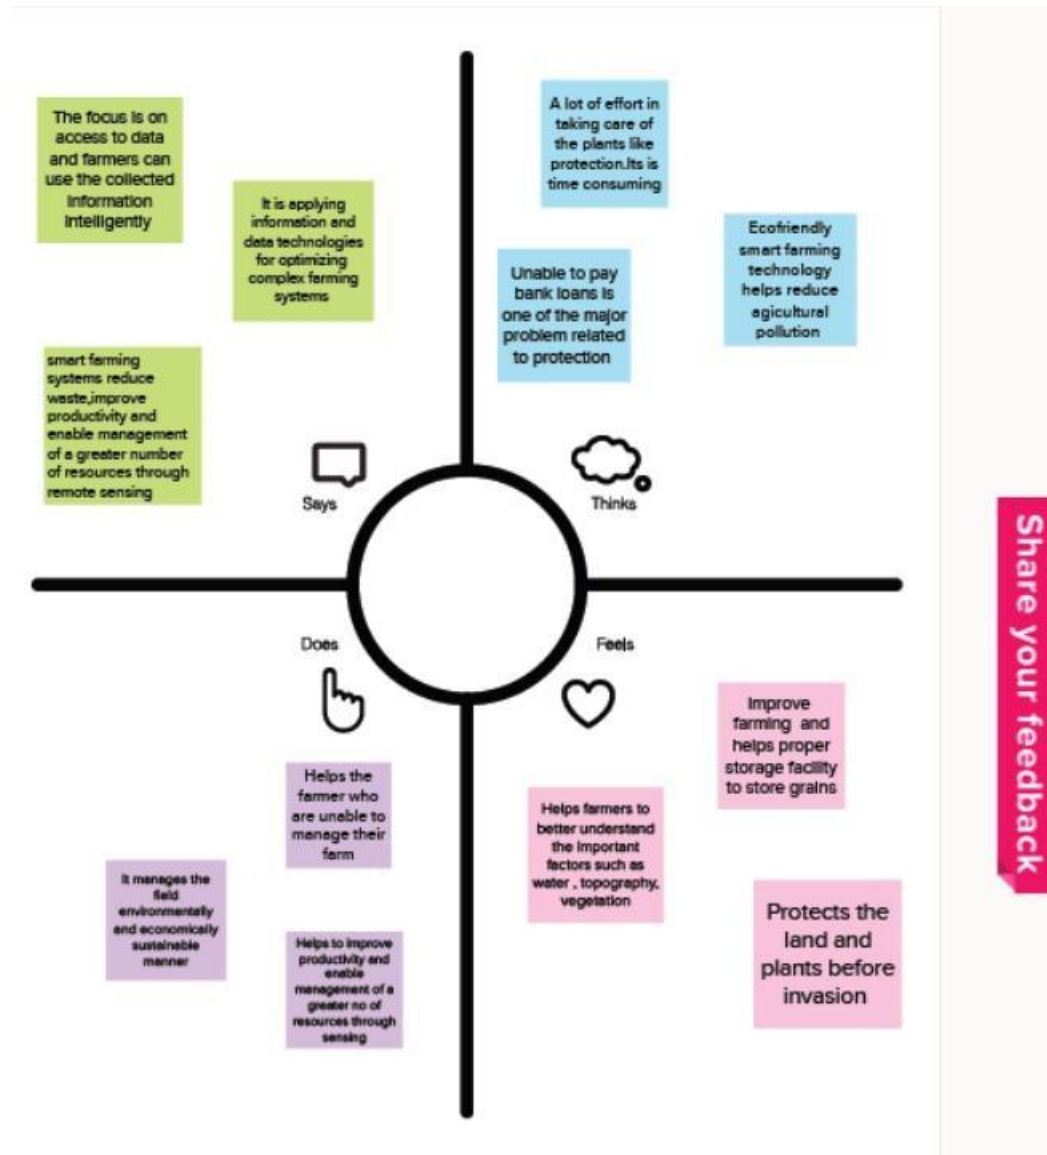 The focus is on
access to data
and farmers can
use the collected
information
intelligently
It is applying
information and
data technologies
for optimizing
complex farming
systems
smart farming
systems reduce
waste,improve
productivity and
enable management
of a greater number
of resources through
remote sensing
Says
A lot of effort in
taking care of
the plants like
protection.Its is
time consuming
Ecofriendly
smart farming
technology
helps reduce
agicultural
pollution
Unable to pay
bank loans is
one of the major
problem related
to protection
Thinks
Does
Helps the
farmer who
are unable to
manage their
farm
It manages the
field
environmentally
and economically
sustainable
manner
Helps to improve
productivity and
enable
management of a
greater no of
resources through
sensing
Feels
Improve
farming and
helps proper
storage facility
to store grains
Helps farmers to
better understand
the important
factors such as
water , topography,
vegetation
Protects the
land and
plants before
invasion
Share your feedback